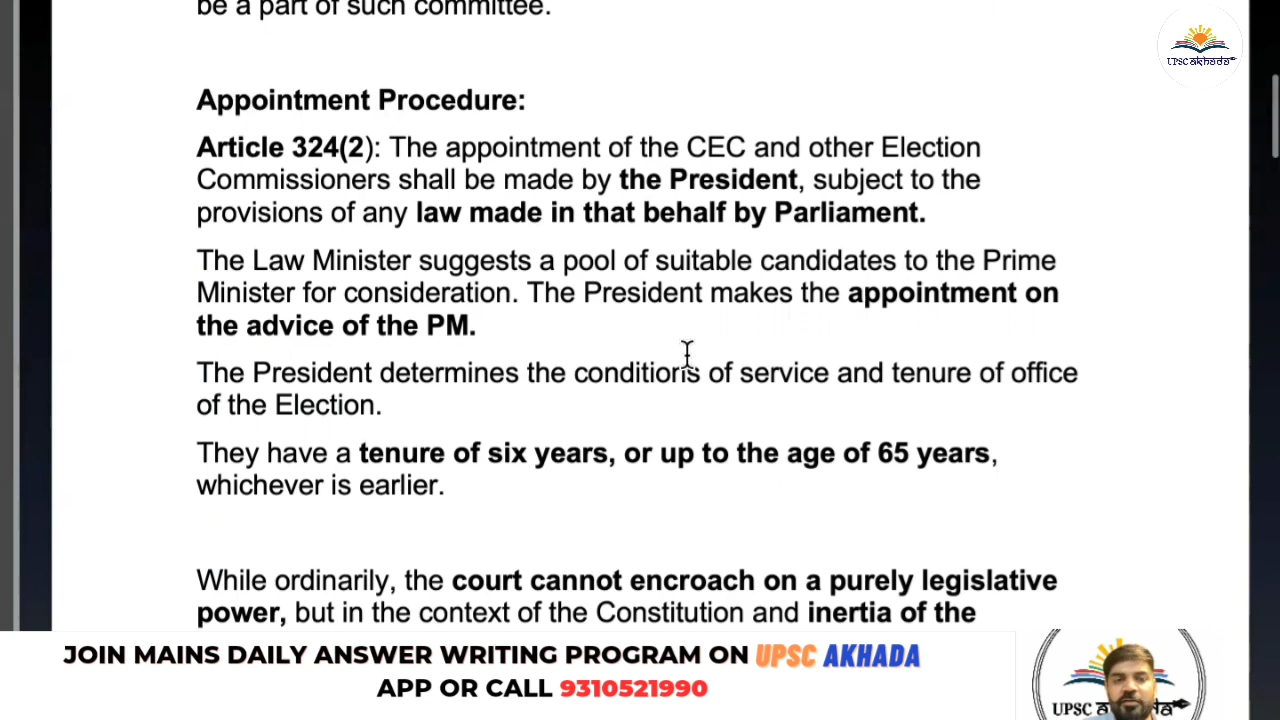 be a part of such committee.
UPSC akhada
Appointment Procedure:
Article 324(2): The appointment of the CEC and other Election
Commissioners shall be made by the President, subject to the
provisions of any law made in that behalf by Parliament.
The Law Minister suggests a pool of suitable candidates to the Prime
Minister for consideration. The President makes the appointment on
the advice of the PM.
The President determines the conditions of service and tenure of office
of the Election.
They have a tenure of six years, or up to the age of 65 years,
whichever is earlier.
While ordinarily, the court cannot encroach on a purely legislative
power, but in the context of the Constitution and inertia of the
JOIN MAINS DAILY ANSWER WRITING PROGRAM ON UPSC AKHADA
APP OR CALL 9310521990
UPSC